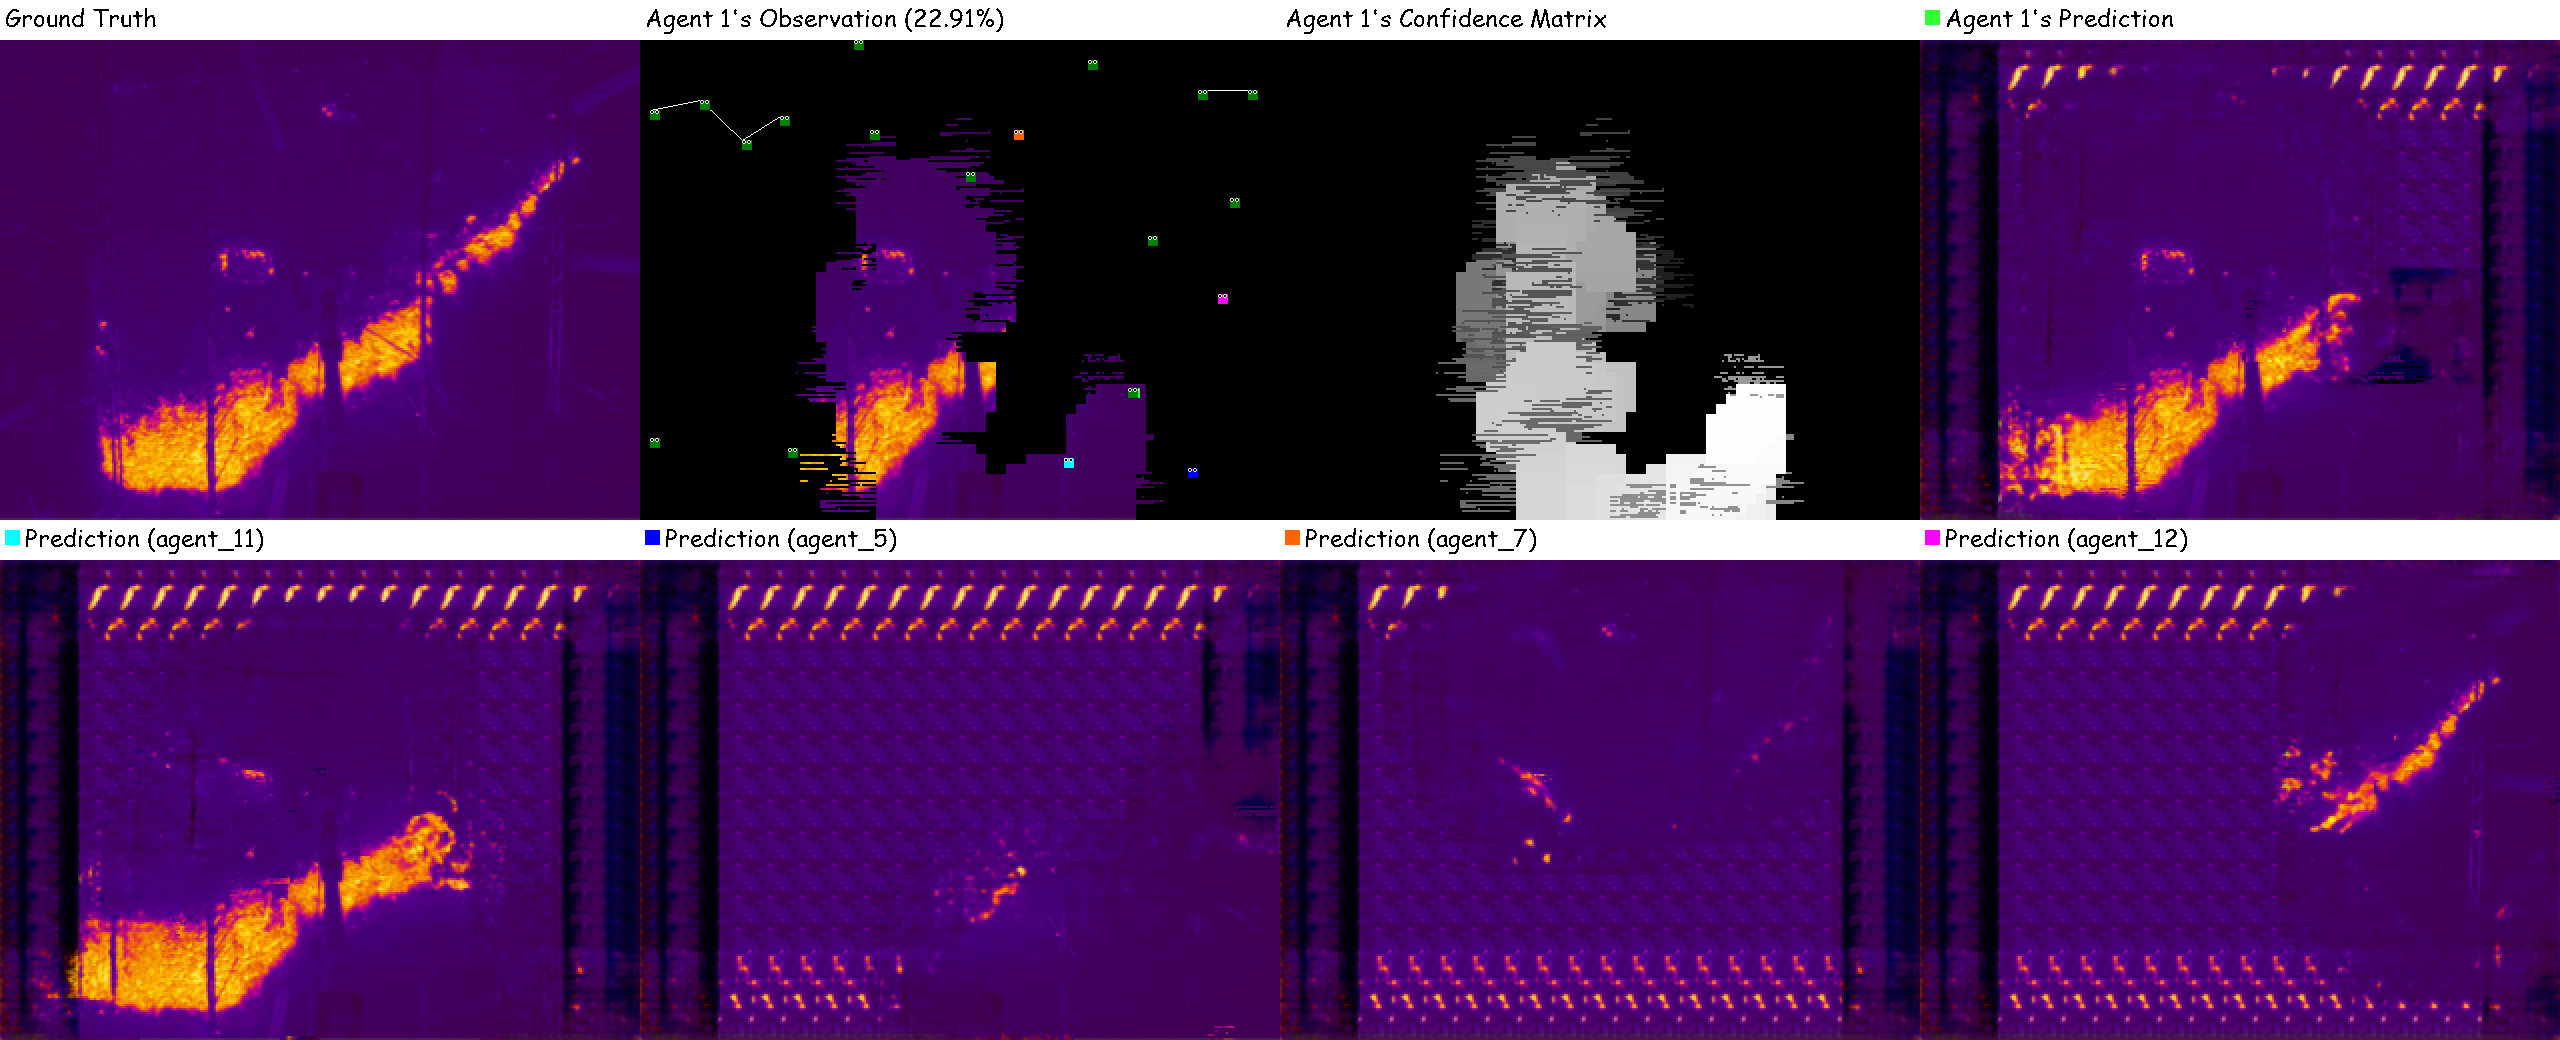 Ground Truth
Agent 1's Observation (22.91%)
Agent 1's Confidence Matrix
Agent 1's Prediction
Prediction (agent_11)
Prediction (agent_5)
Prediction (agent_7)
Prediction (agent_12)